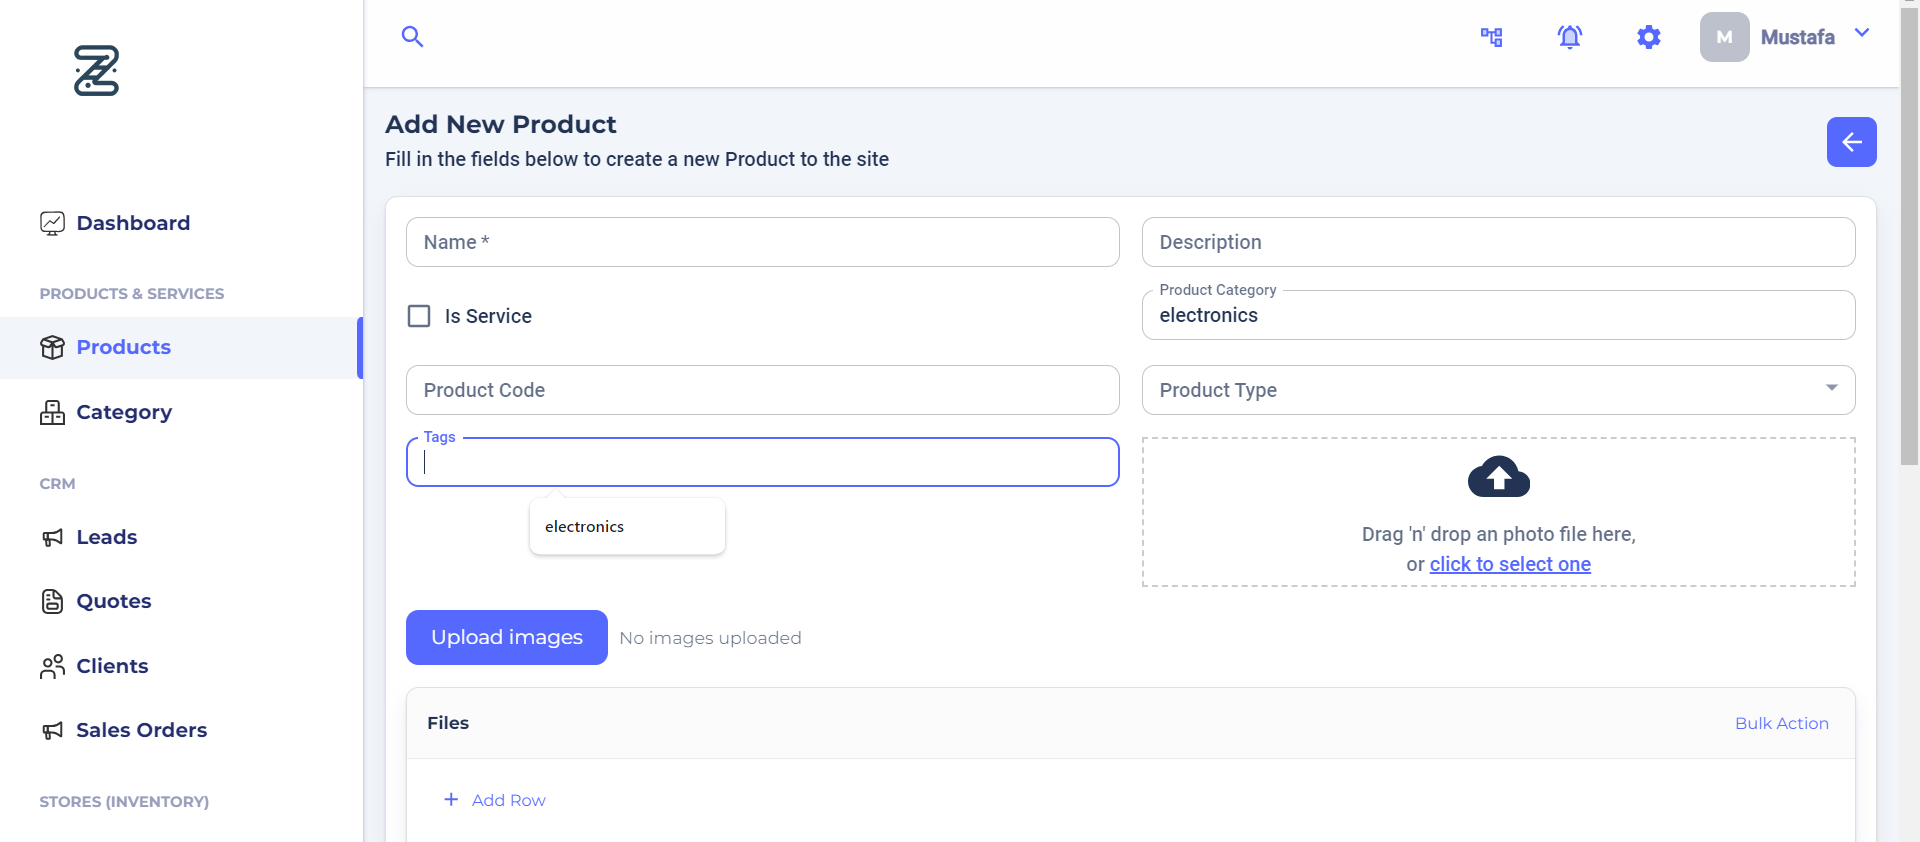 Mustafa
M
Dashboard
PRODUCTS & SERVICES
Products
Category
CRM
Leads
Quotes
Clients
Sales Orders
STORES (INVENTORY)
Add New Product
Fill in the fields below to create a new Product to the site
Name *
Description
Is Service
Product Category
electronics
Product Code
Product Type
Tags
electronics
Drag 'n' drop an photo file here,
or click to select one
Upload images
No images uploaded
Files
Bulk Action
+ Add Row